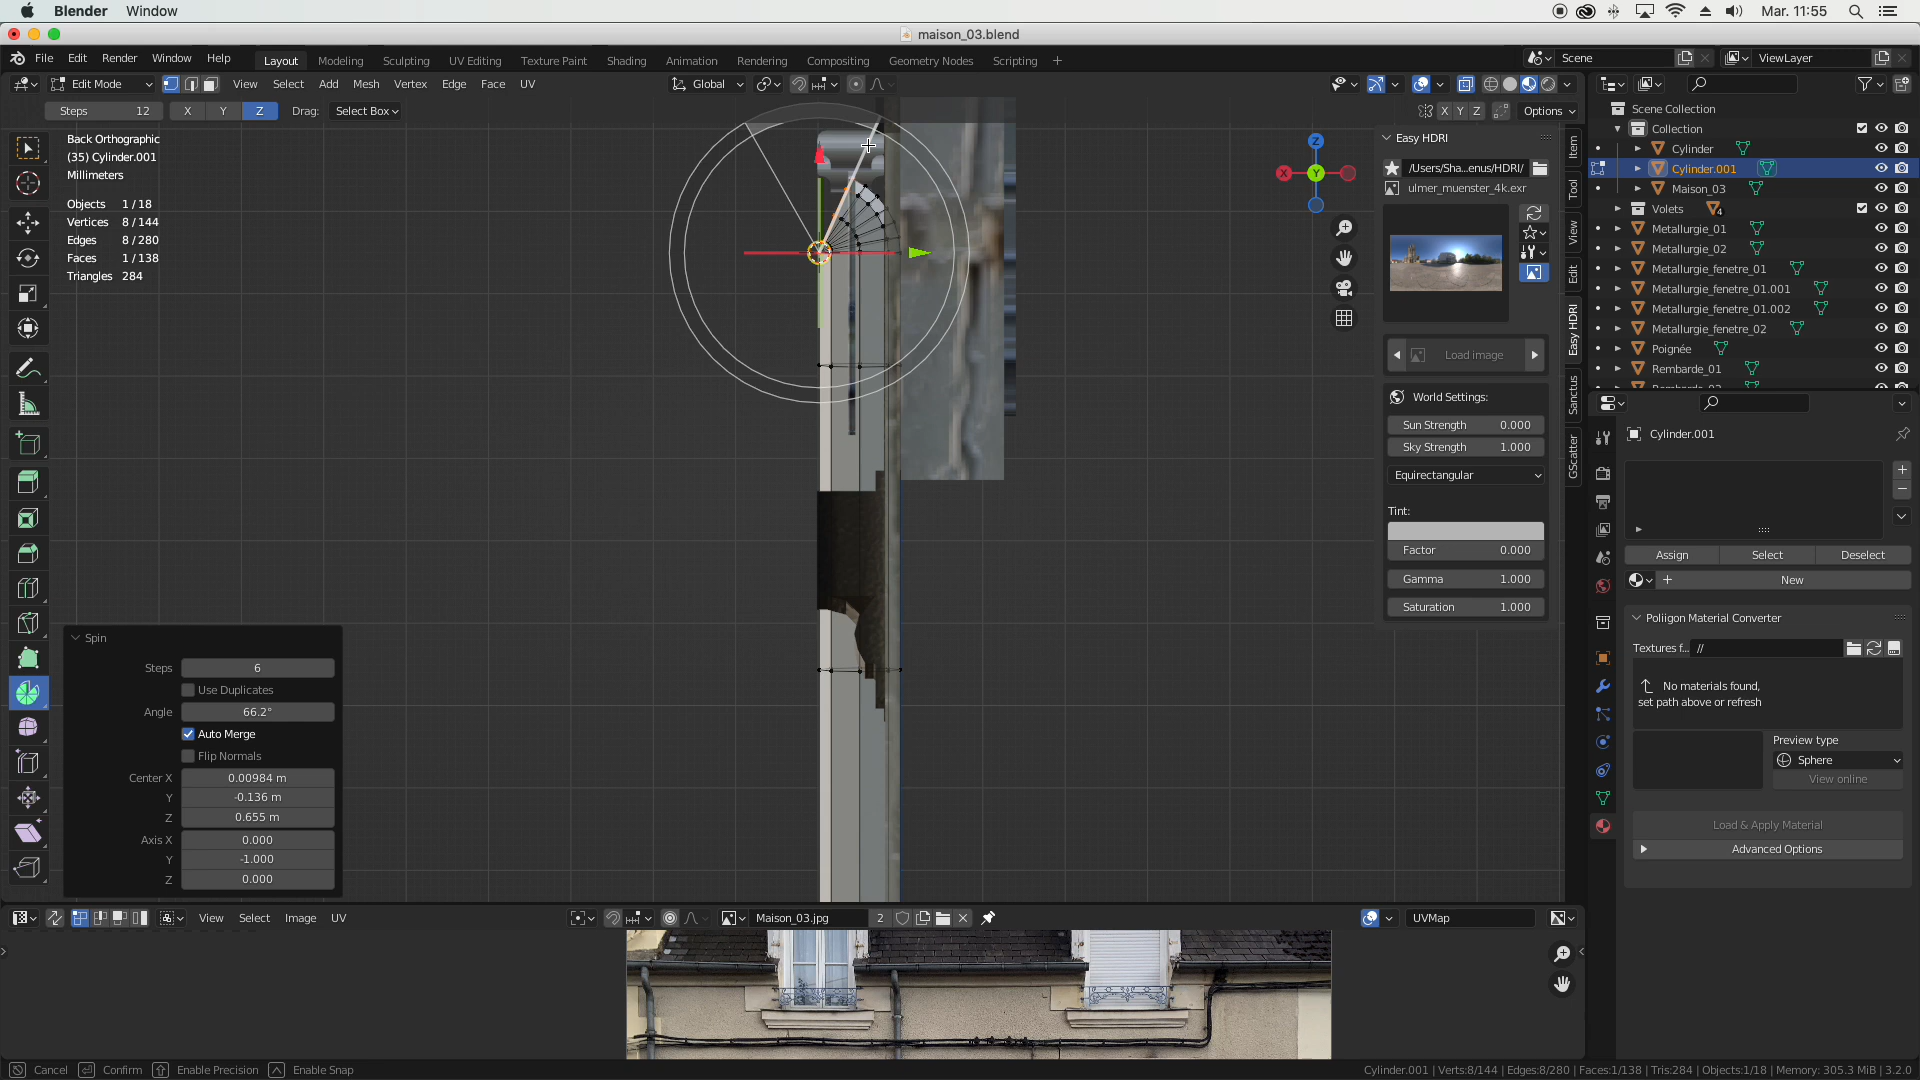 Blender Window Mar. 11:55
maison_03.blend
File Edit Render Window Help Layout Modeling Sculpting UV Editing Texture Paint Shading Animation Rendering Compositing Geometry Nodes Scripting + Scene ViewLayer
Edit Mode View Select Add Mesh Vertex Edge Face UV Global
Steps 12 X Y Z Drag: Select Box X Y Z Options
Back Orthographic
(35) Cylinder.001
Millimeters
Objects 1 / 18
Vertices 8 / 144
Edges 8 / 280
Faces 1 / 138
Triangles 284
Z
X Y
Easy HDRI
/Users/Sha...enus/HDRI/
ulmer_muenster_4k.exr
Load image
World Settings:
Sun Strength 0.000
Sky Strength 1.000
Equirectangular
Tint:
Factor 0.000
Gamma 1.000
Saturation 1.000
Item
Tool
View
Edit
Easy HDRI
Sanctus
GScatter
Scene Collection
Collection
Cylinder
Cylinder.001
Maison_03
Volets 4
Metallurgie_01
Metallurgie_02
Metallurgie_fenetre_01
Metallurgie_fenetre_01.001
Metallurgie_fenetre_01.002
Metallurgie_fenetre_02
Poignée
Rembarde_01
Cylinder.001
Assign Select Deselect
New
Poliigon Material Converter
Textures f... //
No materials found,
set path above or refresh
Preview type
Sphere
View online
Load & Apply Material
Advanced Options
Spin
Steps 6
Use Duplicates
Angle 66.2°
Auto Merge
Flip Normals
Center X 0.00984 m
Y -0.136 m
Z 0.655 m
Axis X 0.000
Y -1.000
Z 0.000
View Select Image UV Maison_03.jpg 2 UVMap
Cancel Confirm Enable Precision Enable Snap Cylinder.001 | Verts:8/144 | Edges:8/280 | Faces:1/138 | Tris:284 | Objects:1/18 | Memory: 305.3 MiB | 3.2.0